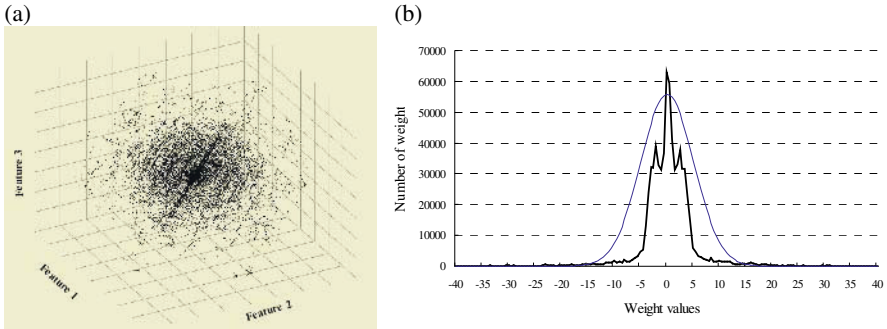 (a)
Feature 3
Feature 1
Feature 2
(b)
Number of weight
70000
60000
50000
40000
30000
20000
10000
0
-40 -35 -30 -25 -20 -15 -10 -5 0 5 10 15 20 25 30 35 40
Weight values